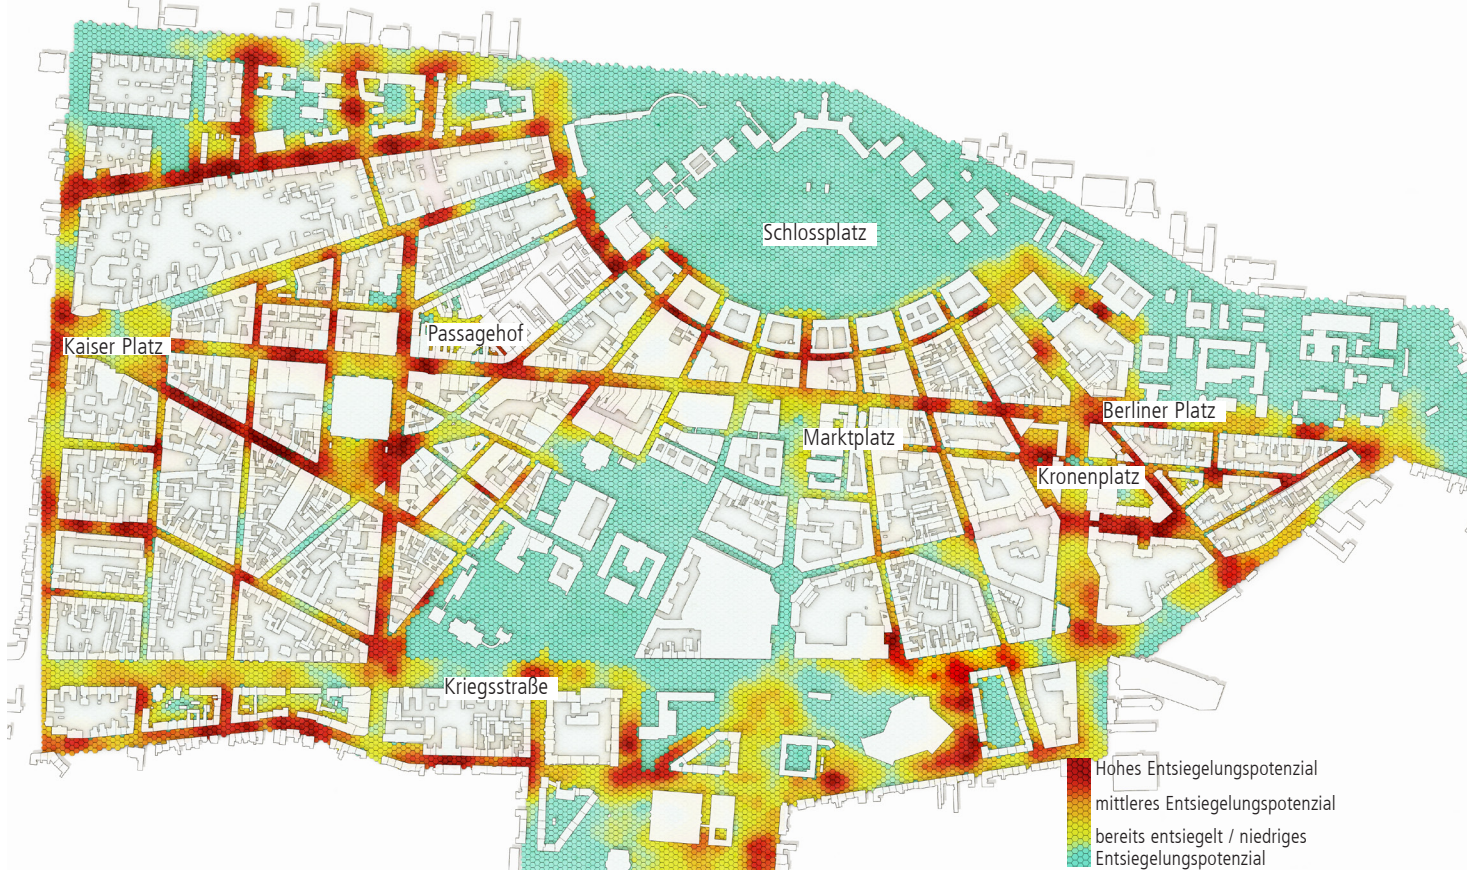 Schlossplatz
Passagehof
Kaiser Platz
Berliner Platz
Marktplatz
Kronenplatz
Kriegsstraße
Hohes Entsiegelungspotenzial
mittleres Entsiegelungspotenzial
bereits entsiegelt / niedriges
Entsiegelungspotenzial